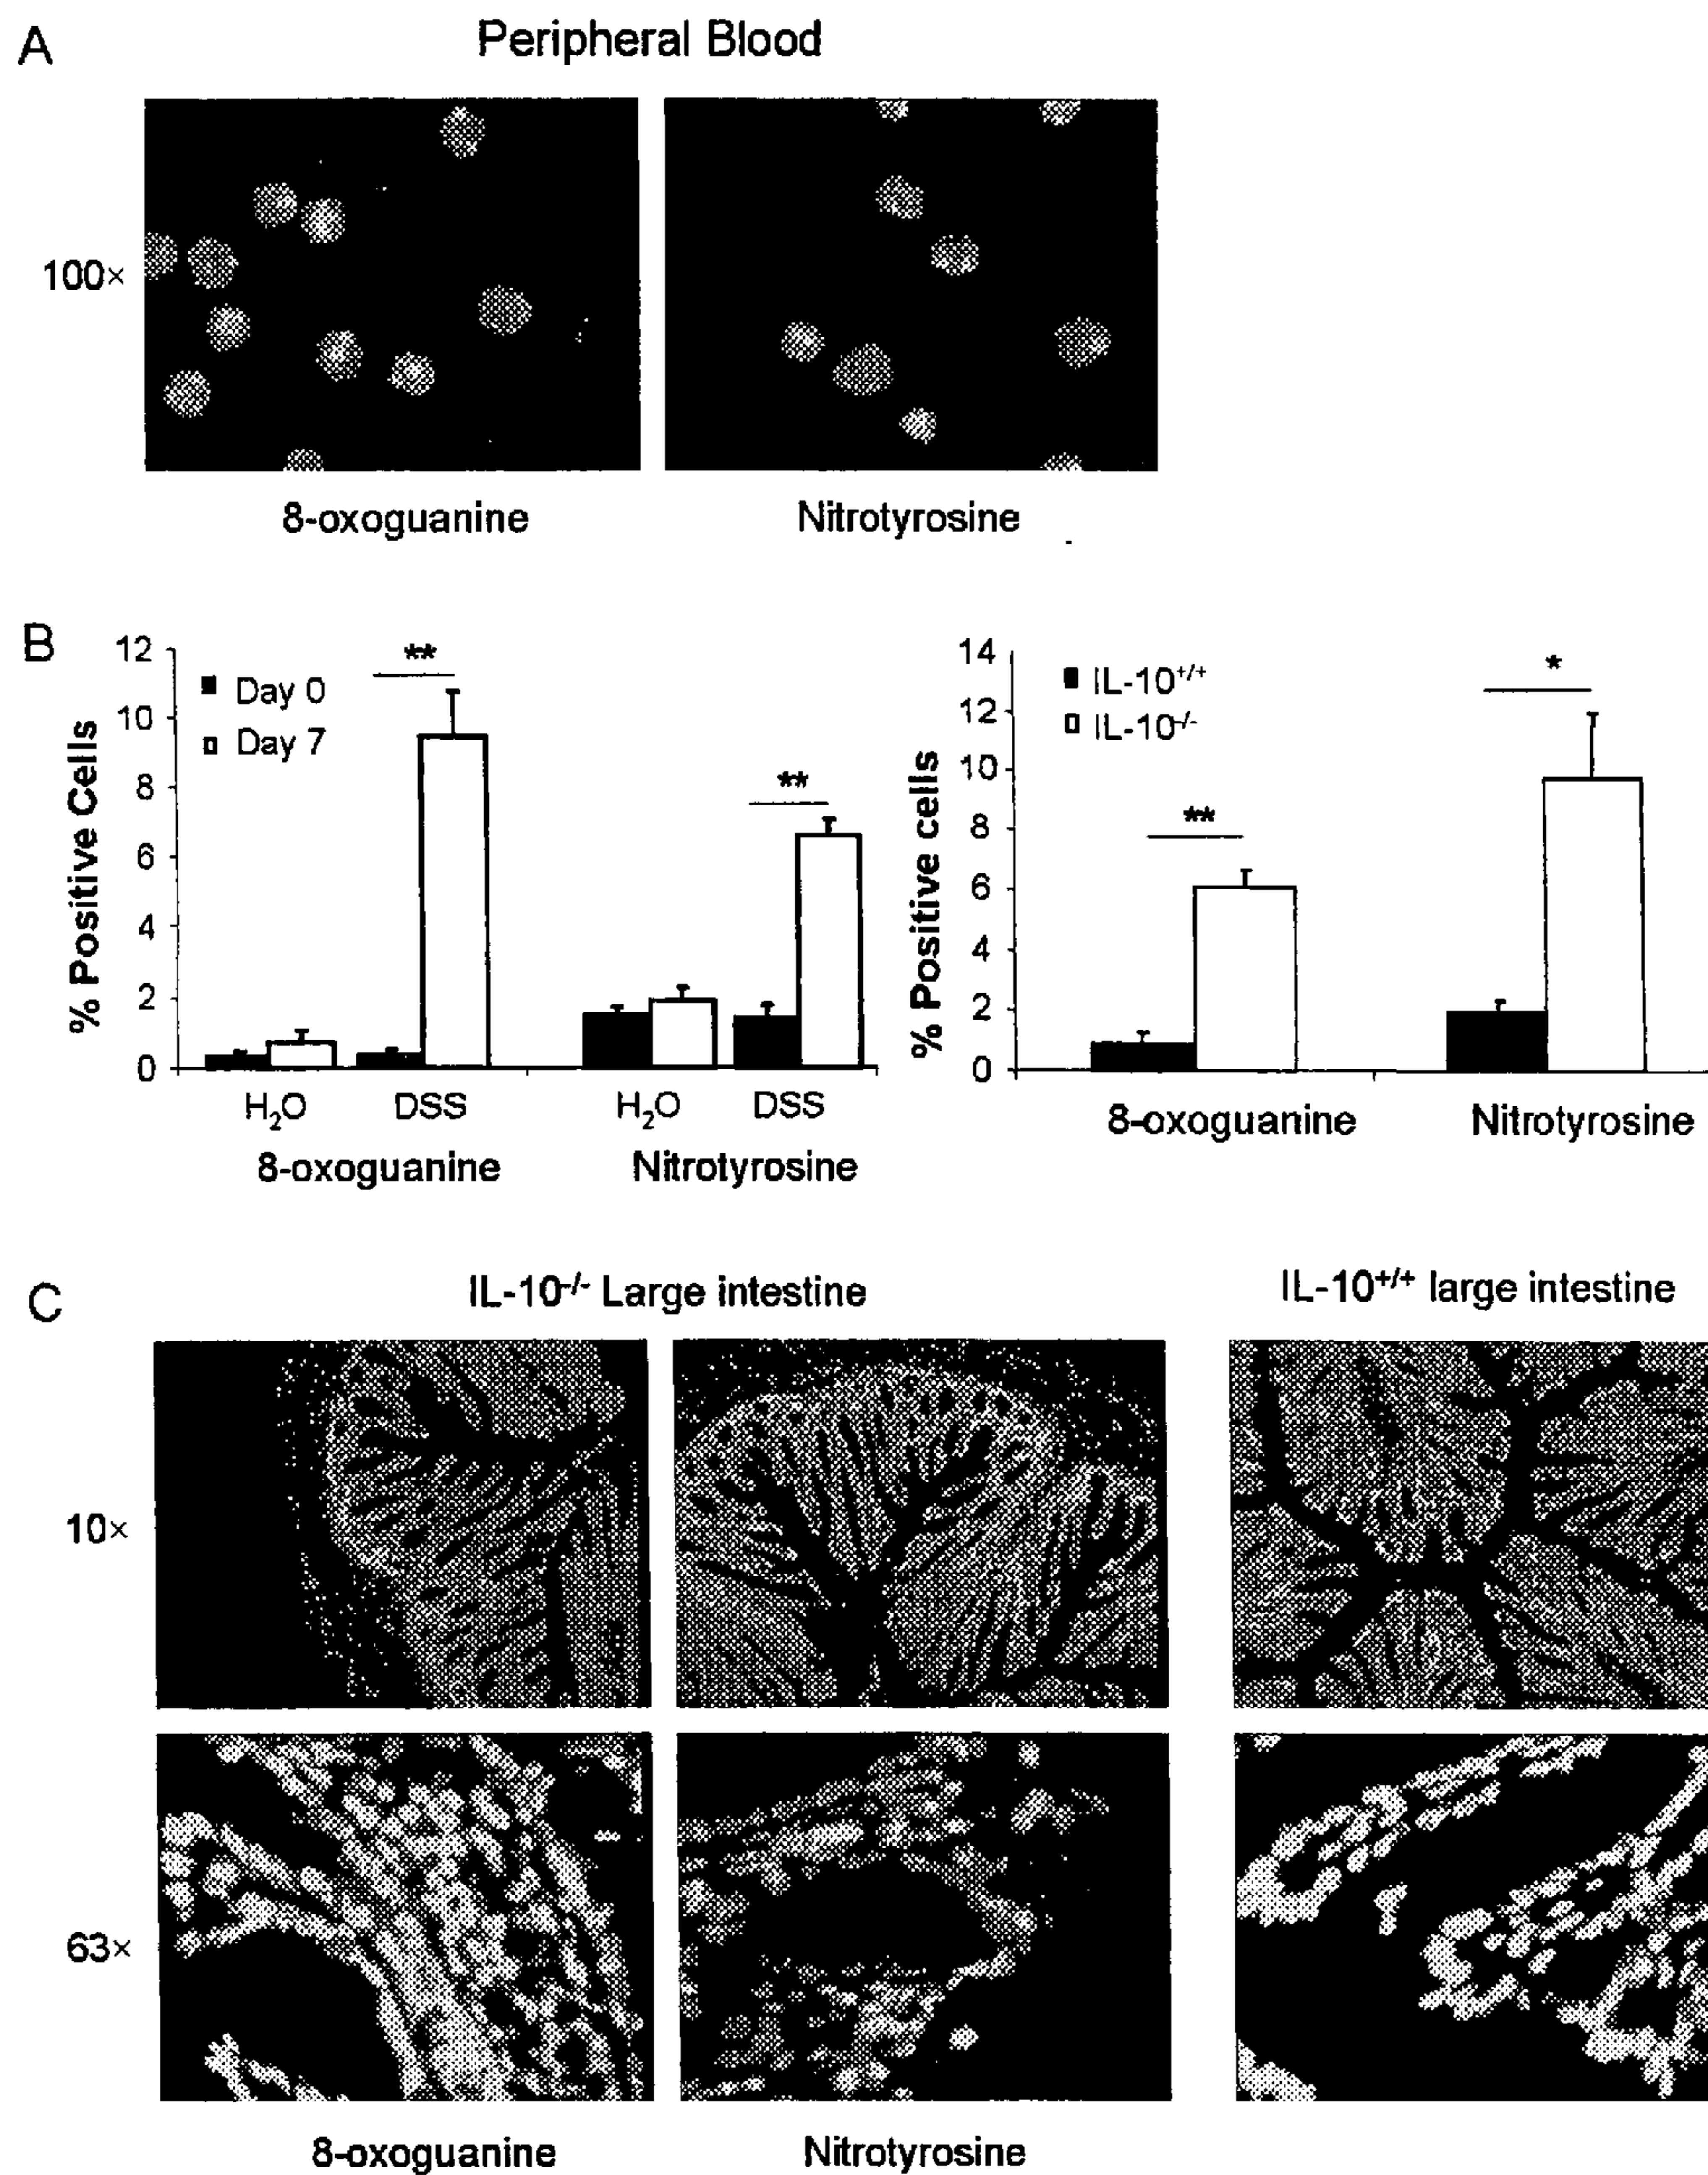 A
Peripheral Blood
100×
8-oxoguanine
Nitrotyrosine
B
12
10
8
6
4
2
0
% Positive Cells
Day 0
Day 7
**
**
H₂O
DSS
H₂O
DSS
8-oxoguanine
Nitrotyrosine
14
12
10
8
6
4
2
0
% Positive cells
IL-10⁺/⁺
IL-10⁻/⁻
**
*
8-oxoguanine
Nitrotyrosine
C
IL-10⁻/⁻ Large intestine
IL-10⁺/⁺ large intestine
10×
63×
8-oxoguanine
Nitrotyrosine